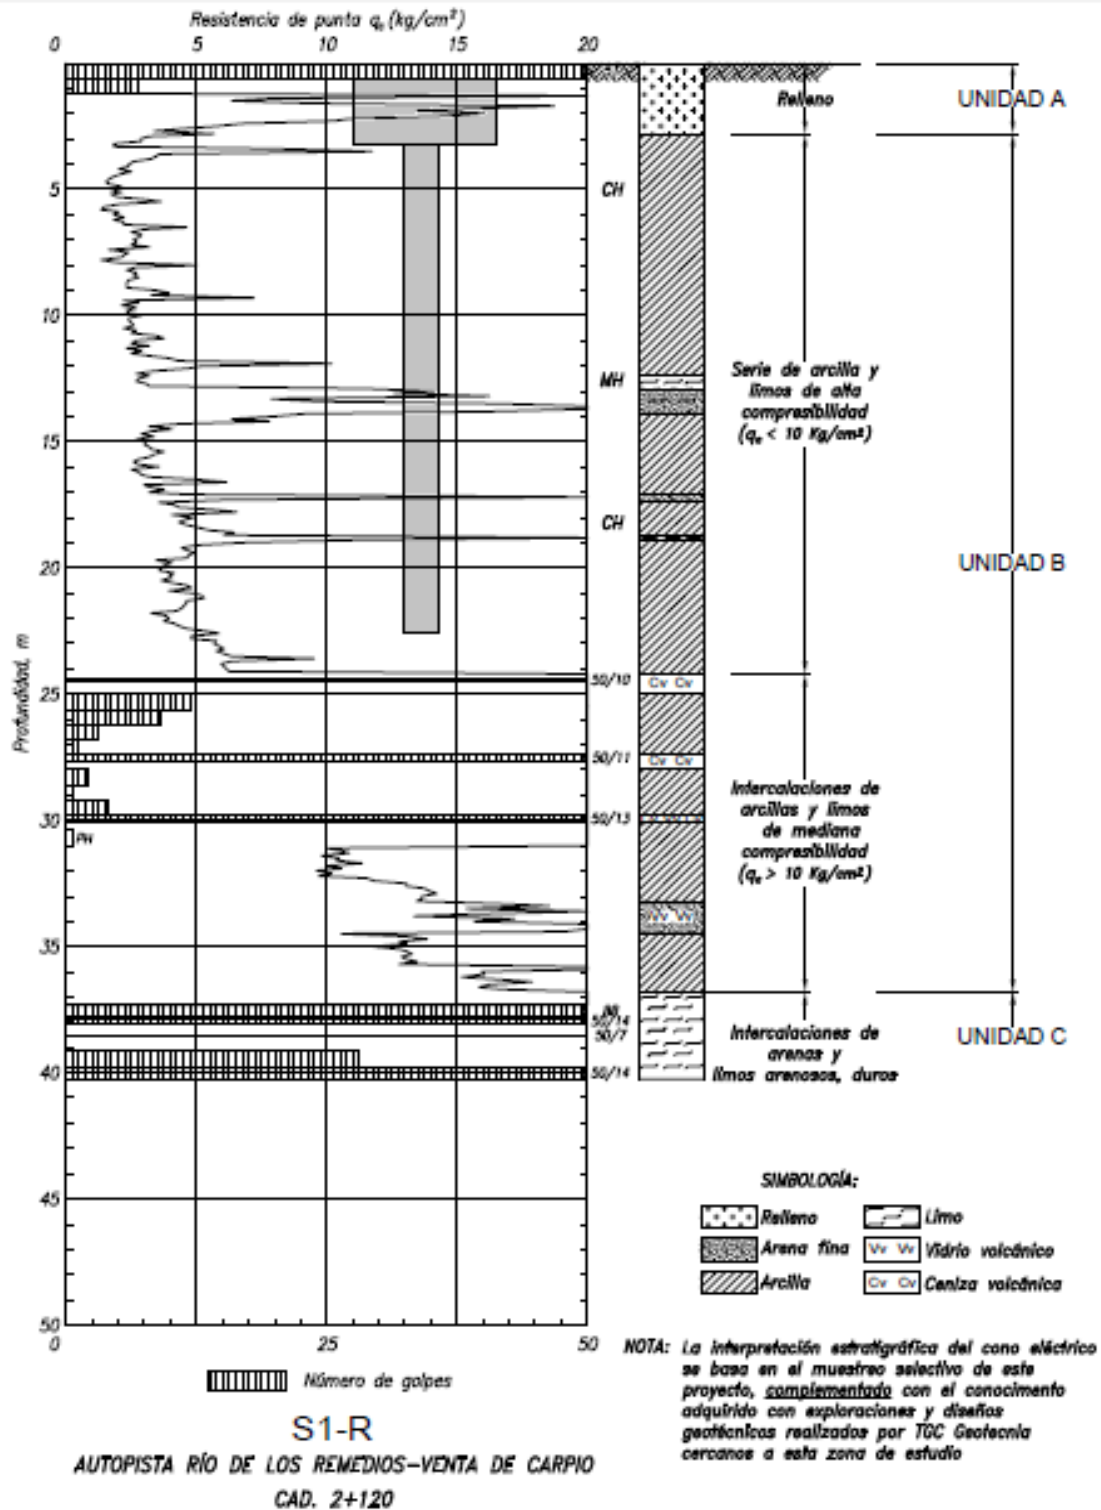 Resistencia de punta qₑ (kg/cm²)
0 5 10 15 20
Relleno
UNIDAD A
CH
5
10
MH
Serie de arcilla y
limos de alta
compresibilidad
(qₑ < 10 Kg/cm²)
15
CH
20
UNIDAD B
Profundidad, m
50/10
Cv Cv
25
50/11
Cv Cv
Intercalaciones de
arcillas y limos
de mediana
compresibilidad
(qₑ > 10 Kg/cm²)
30
50/13
PH
Vv Vv
35
50/14
50/7
Intercalaciones de
arenas y
limos arenosos, duros
UNIDAD C
40
50/14
45
50
0 25 50
SIMBOLOGÍA:
Relleno
Limo
Arena fina
Vv Vv
Vidrio volcánico
Arcilla
Cv Cv
Ceniza volcánica
Número de golpes
NOTA: La interpretación estratigráfica del cono eléctrico
se basa en el muestreo selectivo de este
proyecto, complementado con el conocimiento
adquirido con exploraciones y diseños
geotécnicos realizados por TGC Geotecnia
cercanos a esta zona de estudio
S1-R
AUTOPISTA RÍO DE LOS REMEDIOS-VENTA DE CARPIO
CAD. 2+120